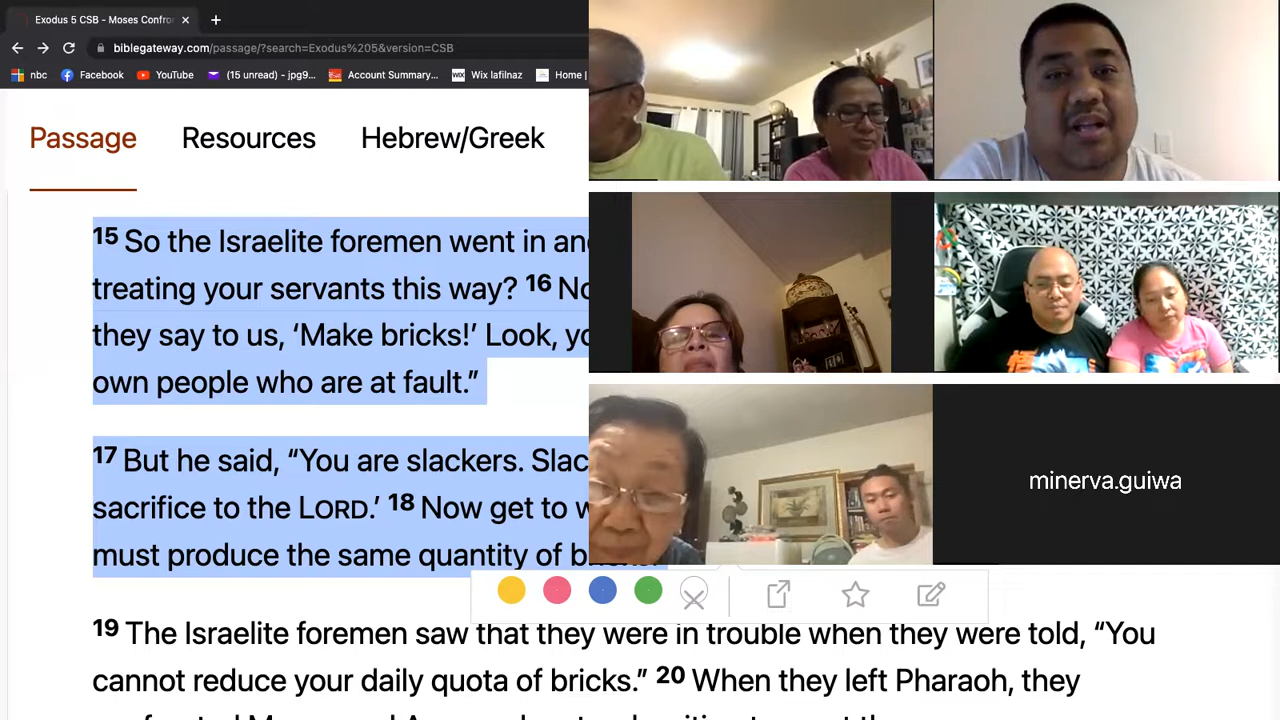 Exodus 5 CSB - Moses Confro
biblegateway.com/passage/?search=Exodus%205&version=CSB
nbc Facebook YouTube (15 unread) - jpg9... Account Summary... WIX Wix lafilnaz Home |
Passage Resources Hebrew/Greek
15 So the Israelite foremen went in an
treating your servants this way? 16 No
they say to us, ‘Make bricks!’ Look, yo
own people who are at fault.”
17 But he said, “You are slackers. Slac
sacrifice to the LORD.’ 18 Now get to w
must produce the same quantity of b
19 The Israelite foremen saw that they were in trouble when they were told, “You
cannot reduce your daily quota of bricks.” 20 When they left Pharaoh, they
minerva.guiwa